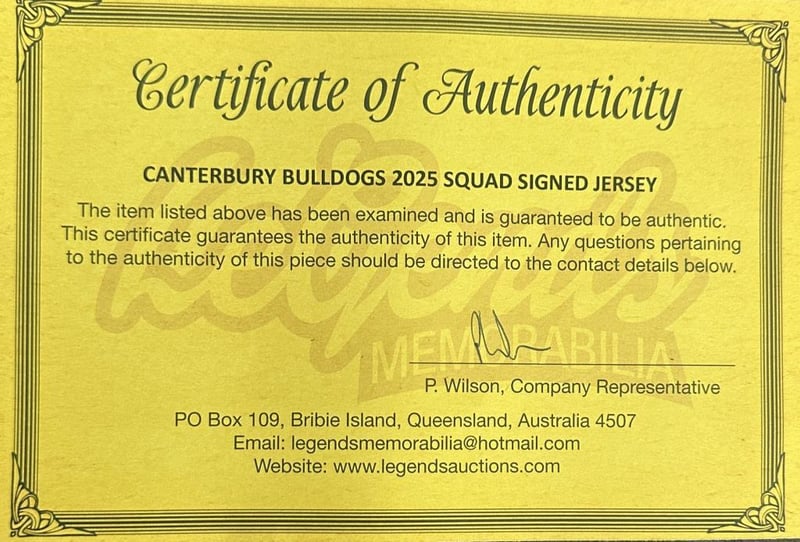 Certificate of Authenticity
CANTERBURY BULLDOGS 2025 SQUAD SIGNED JERSEY
The item listed above has been examined and is guaranteed to be authentic.
This certificate guarantees the authenticity of this item. Any questions pertaining
to the authenticity of this piece should be directed to the contact details below.
Legends
MEMORABILIA
P. Wilson, Company Representative
PO Box 109, Bribie Island, Queensland, Australia 4507
Email: legendsmemorabilia@hotmail.com
Website: www.legendsauctions.com